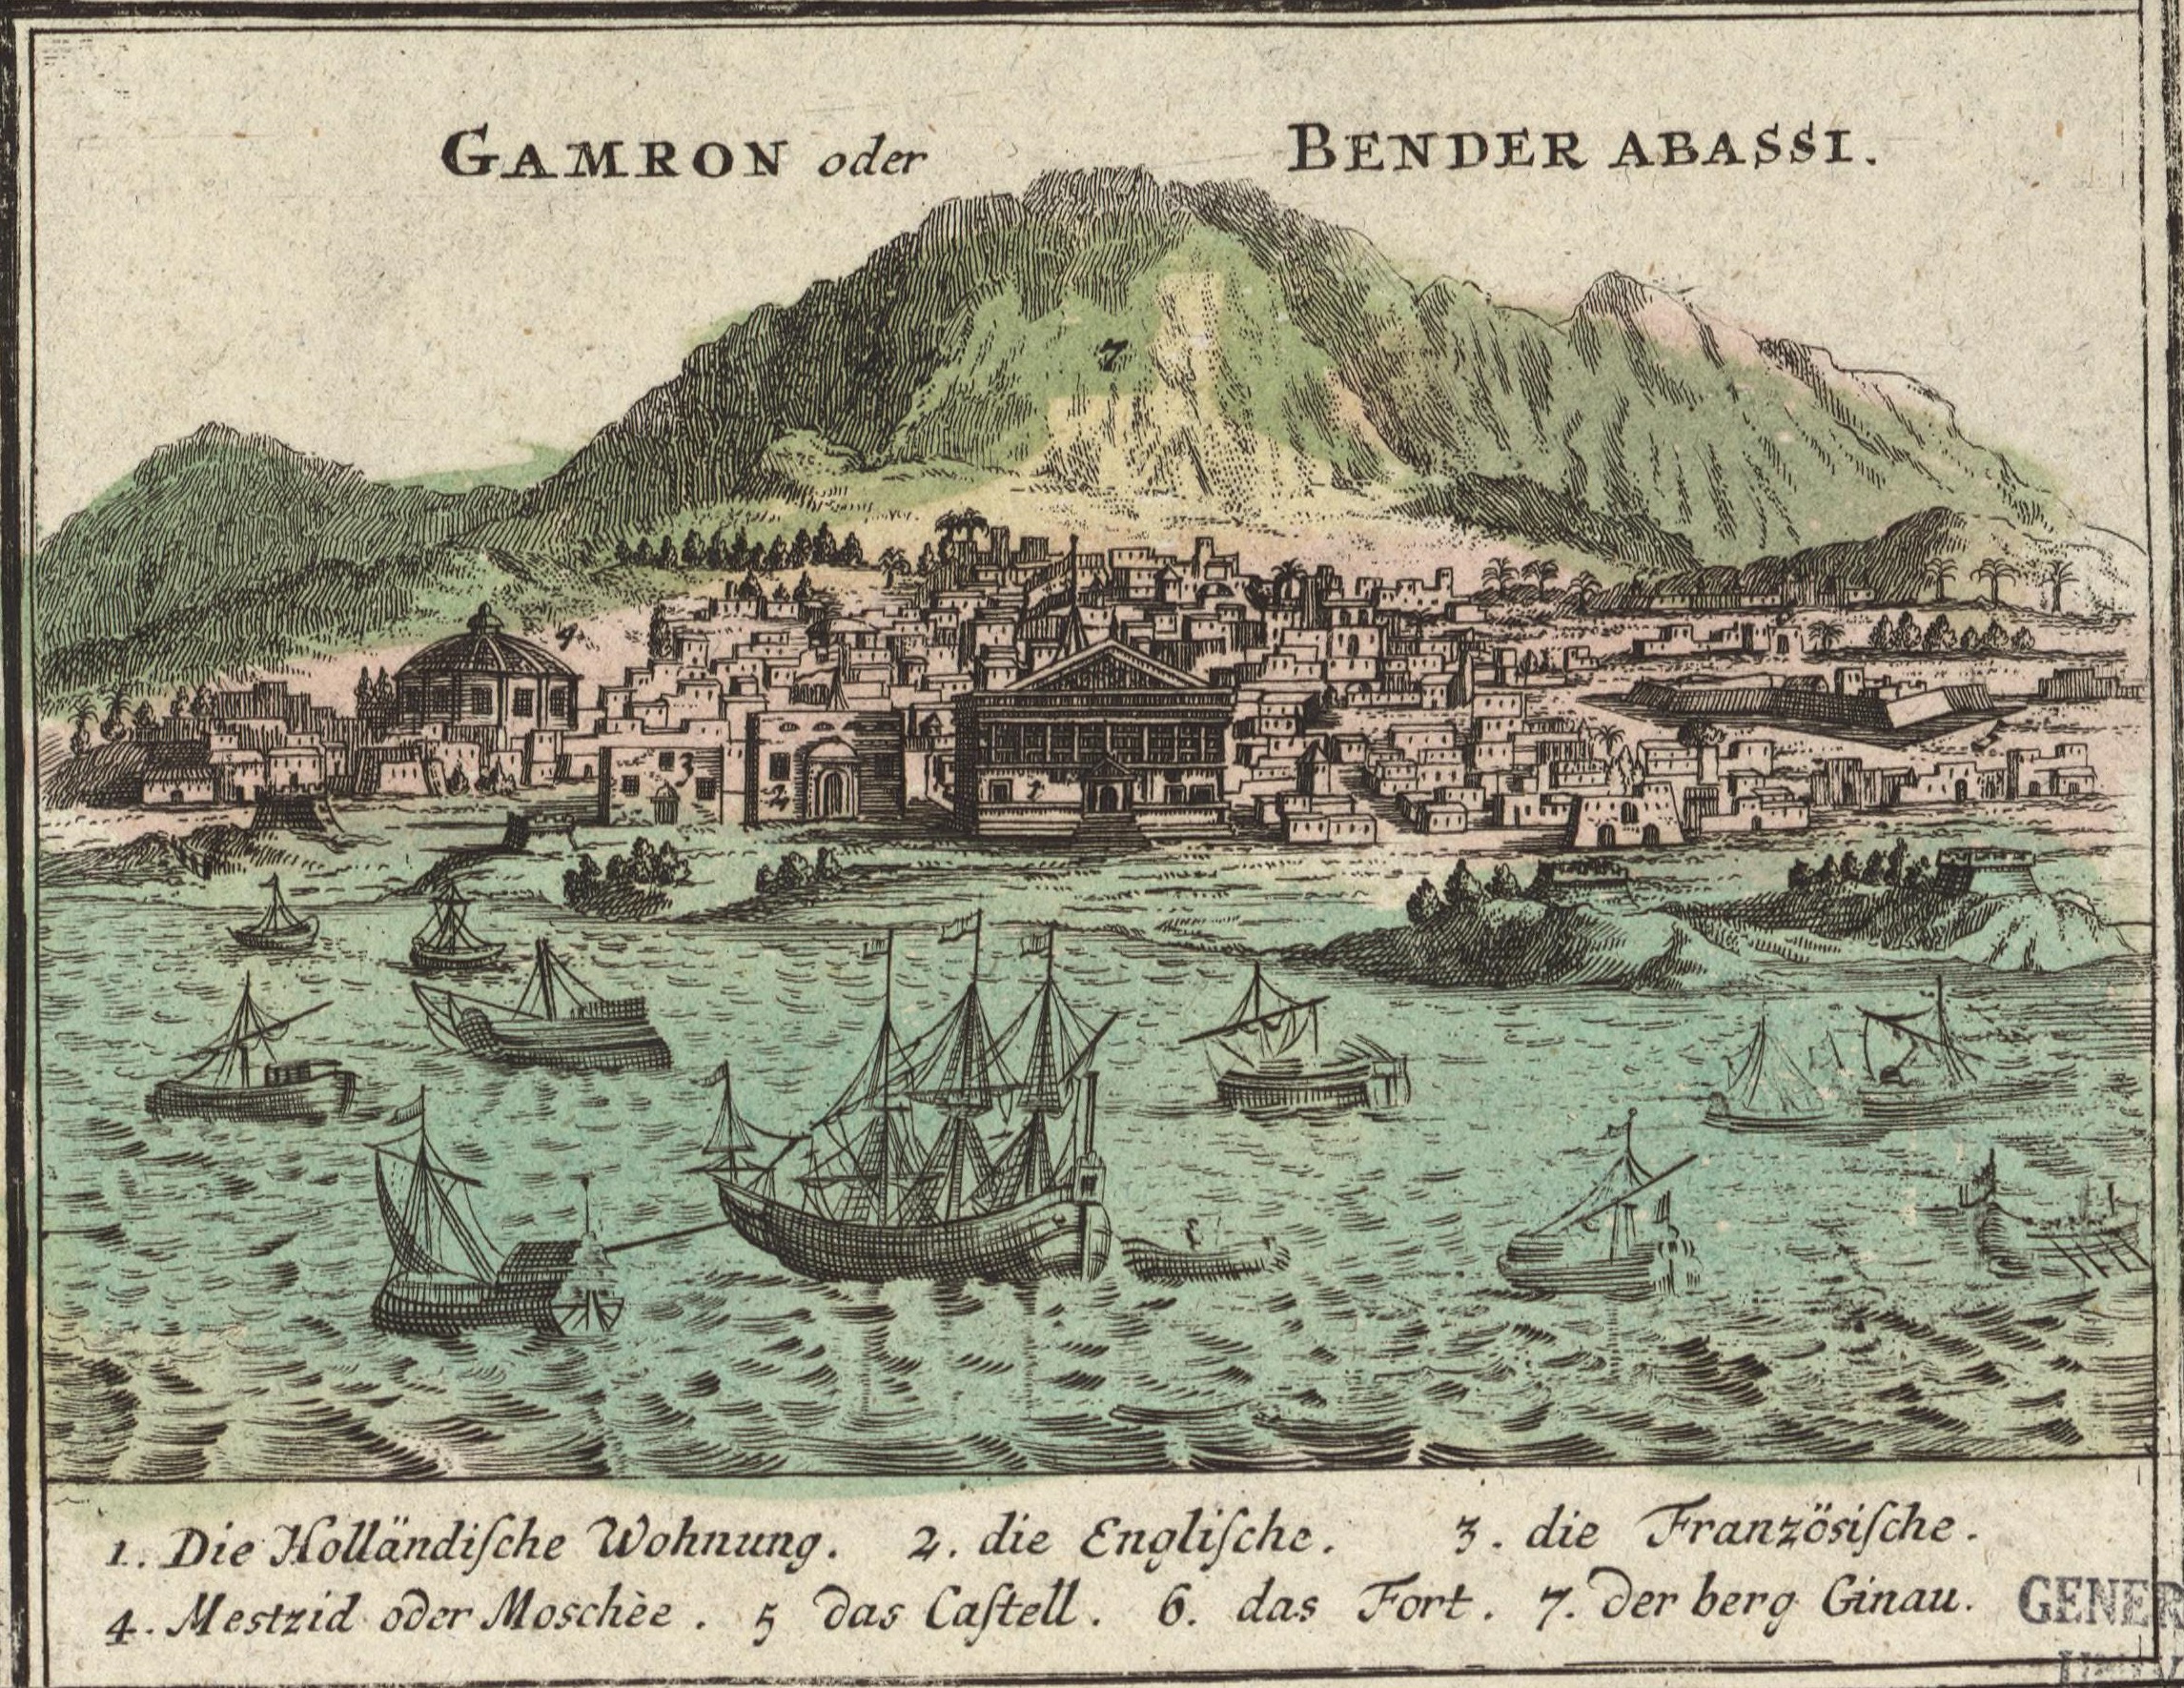 GAMRON oder BENDER ABASSI.
7
4
3
2
1
1. Die Holländiſche Wohnung. 2. die Engliſche. 3. die Franzöſiſche.
4. Mestzid oder Moschèe. 5 das Caſtell. 6. das Fort. 7. der berg Ginau.
GENER